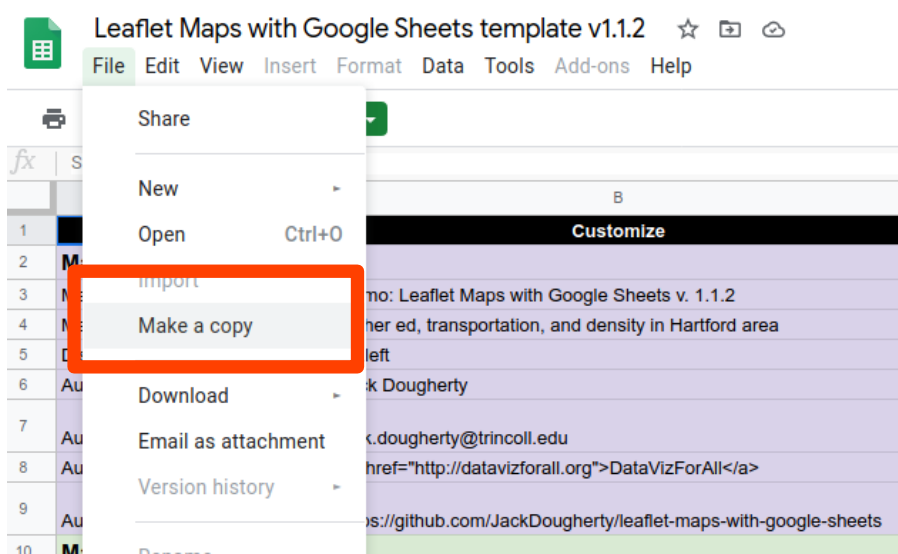 Leaflet Maps with Google Sheets template v1.1.2
File Edit View Insert Format Data Tools Add-ons Help
Share
fx S
New
B
Open Ctrl+O
1 Customize
2 M
Import
3 M mo: Leaflet Maps with Google Sheets v. 1.1.2
4 M her ed, transportation, and density in Hartford area
Make a copy
5 D left
6 Au k Dougherty
Download
7 Au k.dougherty@trincoll.edu
Email as attachment
8 Au href="http://datavizforall.org">DataVizForAll</a>
Version history
9 Au ps://github.com/JackDougherty/leaflet-maps-with-google-sheets
10 Ma
Rename